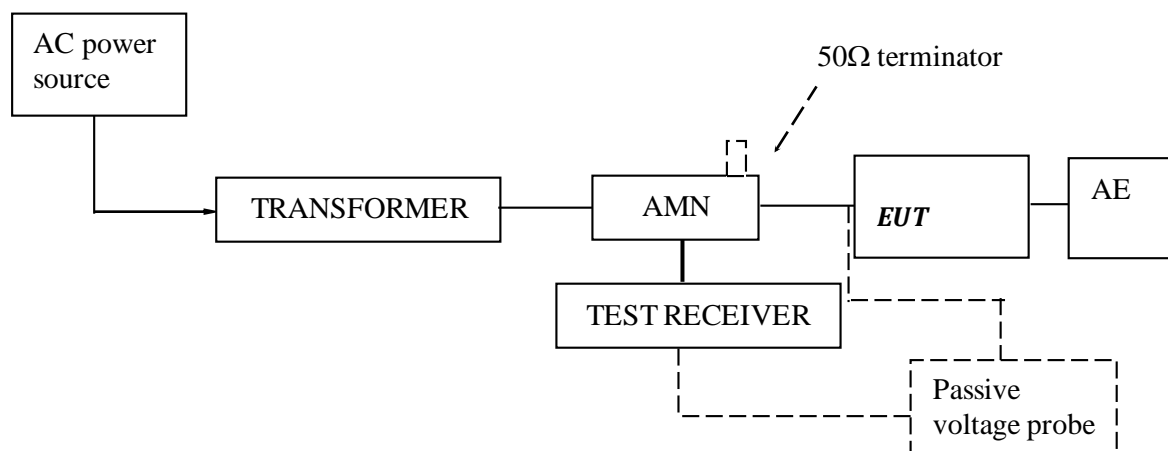 AC power
source
50Ω terminator
TRANSFORMER
AMN
EUT
AE
TEST RECEIVER
Passive
voltage probe